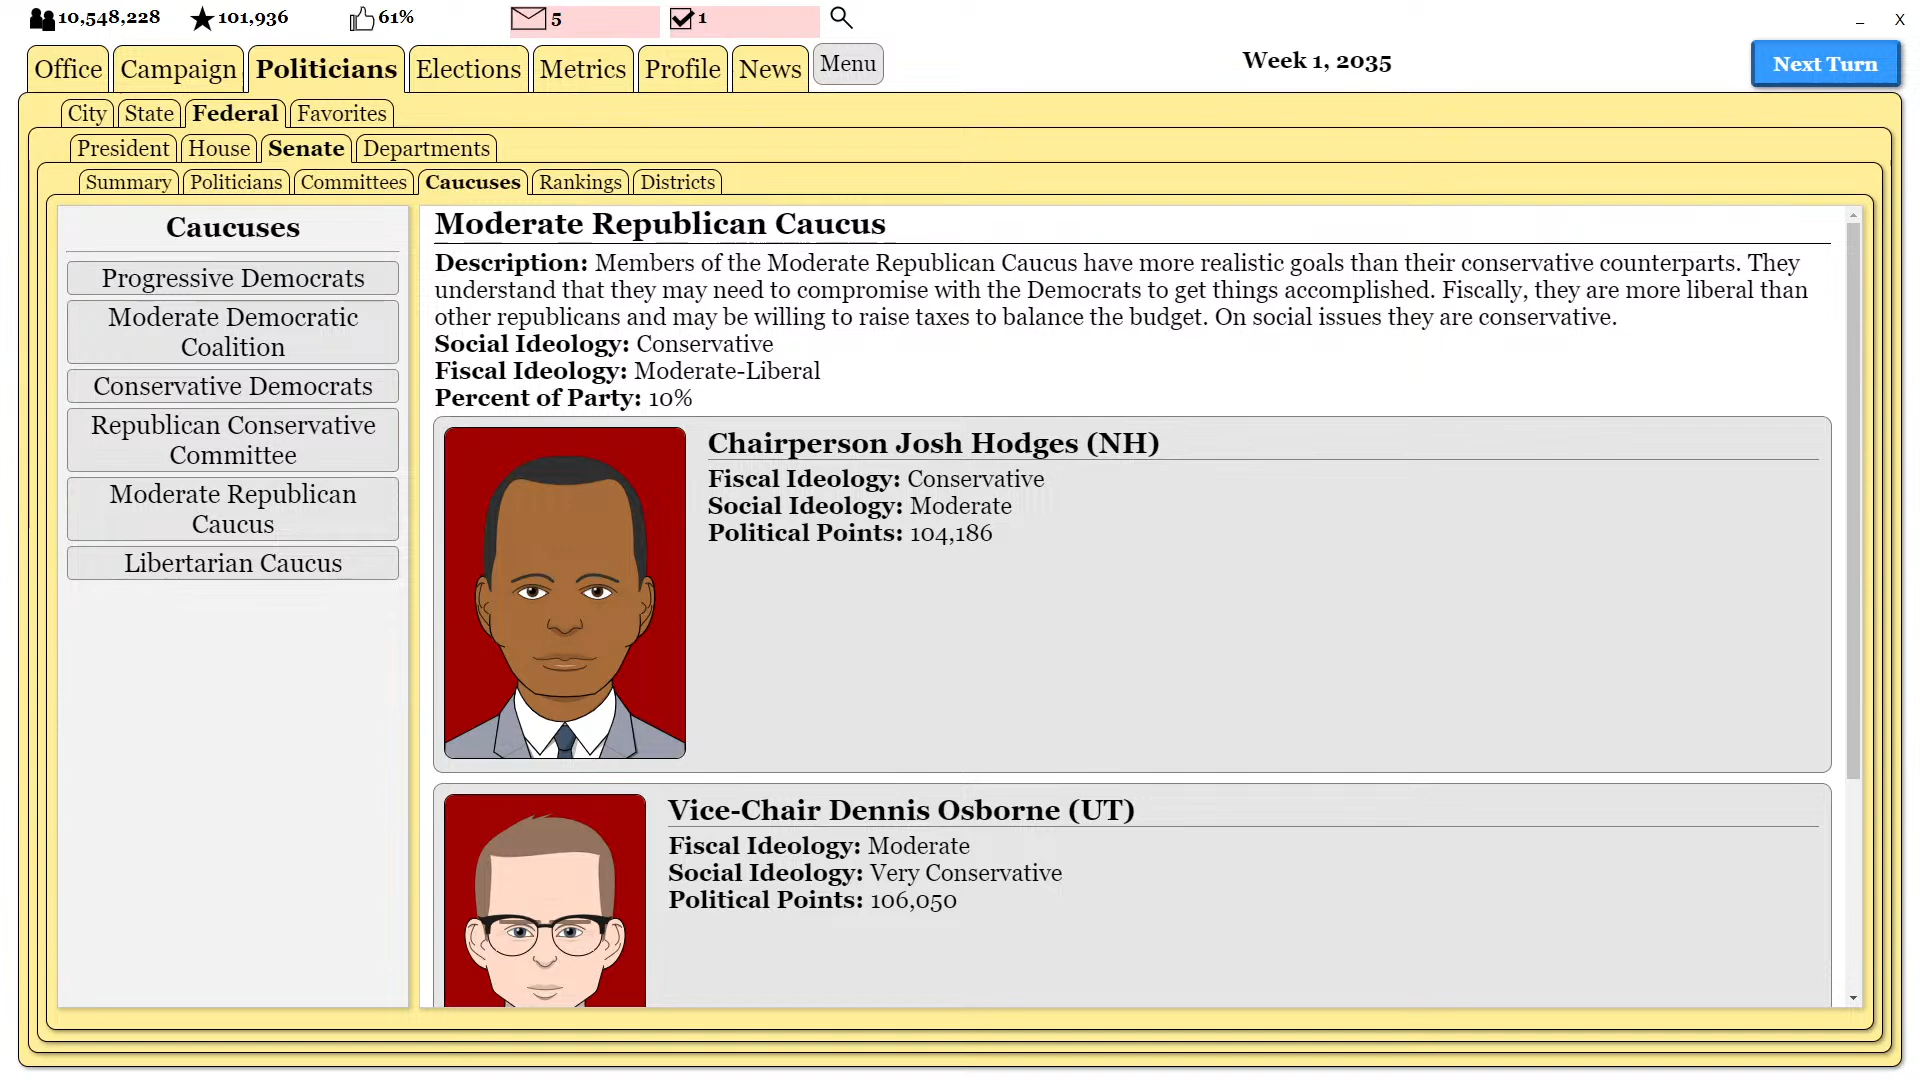 10,548,228 101,936 61% 5 1
_ X
Office Campaign Politicians Elections Metrics Profile News Menu
Week 1, 2035
Next Turn
City State Federal Favorites
President House Senate Departments
Summary Politicians Committees Caucuses Rankings Districts
Caucuses
Progressive Democrats
Moderate Democratic
Coalition
Conservative Democrats
Republican Conservative
Committee
Moderate Republican
Caucus
Libertarian Caucus
Moderate Republican Caucus
Description: Members of the Moderate Republican Caucus have more realistic goals than their conservative counterparts. They
understand that they may need to compromise with the Democrats to get things accomplished. Fiscally, they are more liberal than
other republicans and may be willing to raise taxes to balance the budget. On social issues they are conservative.
Social Ideology: Conservative
Fiscal Ideology: Moderate-Liberal
Percent of Party: 10%
Chairperson Josh Hodges (NH)
Fiscal Ideology: Conservative
Social Ideology: Moderate
Political Points: 104,186
Vice-Chair Dennis Osborne (UT)
Fiscal Ideology: Moderate
Social Ideology: Very Conservative
Political Points: 106,050